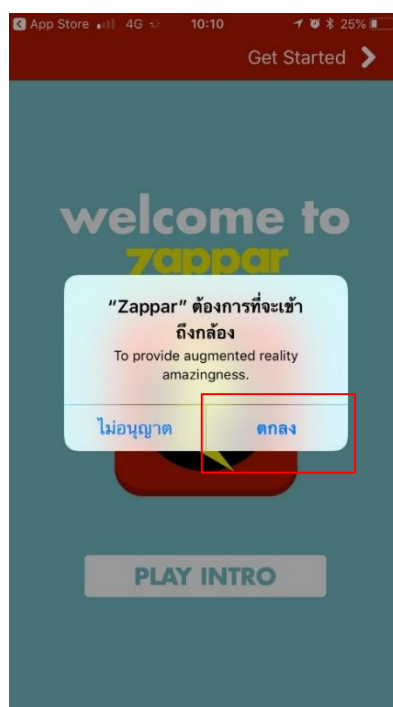 App Store 4G 10:10 25%
Get Started
welcome to
zappar
"Zappar" ต้องการที่จะเข้า
ถึงกล้อง
To provide augmented reality
amazingness.
ไม่อนุญาต ตกลง
PLAY INTRO